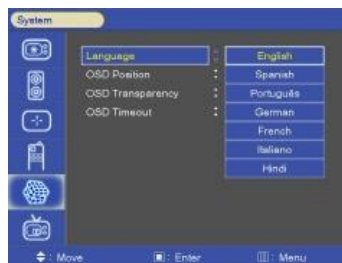 System
Language : English
OSD Position : Spanish
OSD Transparency : Português
OSD Timeout : German
French
Italiano
Hindi
: Move : Enter : Menu